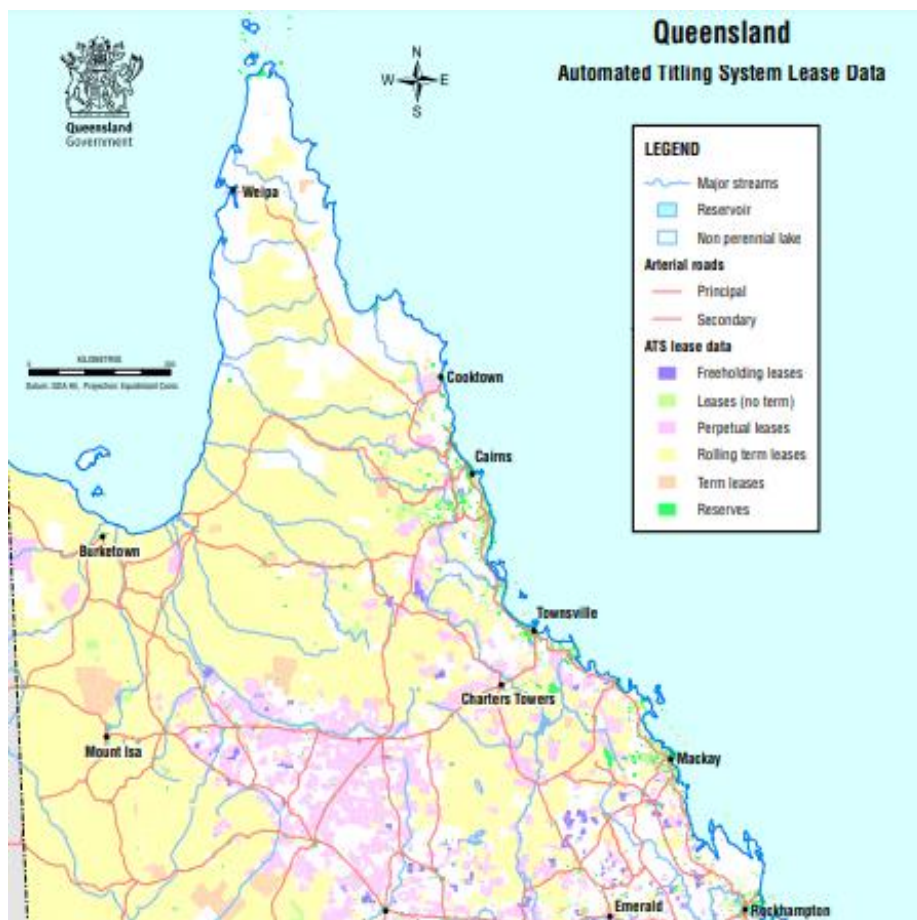 Queensland
Automated Titling System Lease Data
Queensland
Government
N
W E
S
LEGEND
Major streams
Reservoir
Non perennial lake
Arterial roads
Principal
Secondary
ATS lease data
Freeholding leases
Leases (no term)
Perpetual leases
Rolling term leases
Term leases
Reserves
Weipa
KILOMETRES
Cooktown
Cairns
Burketown
Townsville
Charters Towers
Mount Isa
Mackay
Emerald
Rockhampton